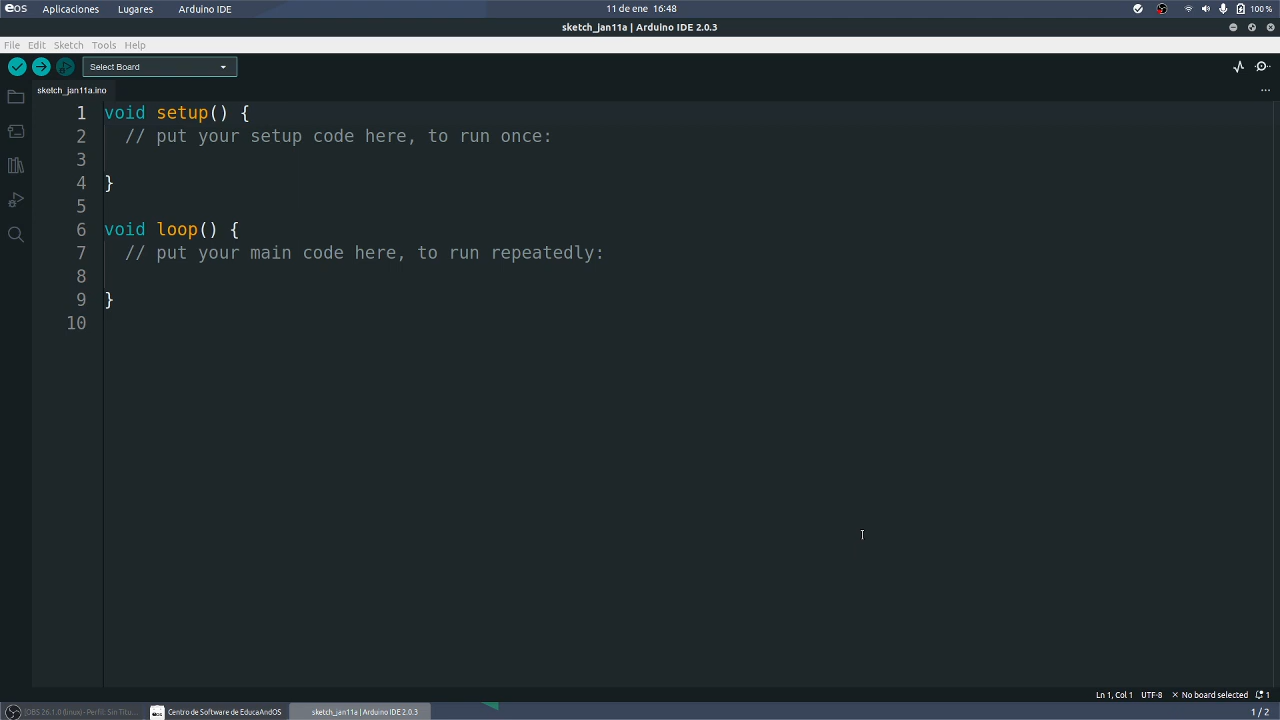 eos Aplicaciones Lugares Arduino IDE 11 de ene 16:48 100 %
sketch_jan11a | Arduino IDE 2.0.3
File Edit Sketch Tools Help
Select Board
sketch_jan11a.ino
1 void setup() {
2 // put your setup code here, to run once:
3
4 }
5
6 void loop() {
7 // put your main code here, to run repeatedly:
8
9 }
10
Ln 1, Col 1 UTF-8 No board selected 1
[OBS 26.1.0 (linux) - Perfil: Sin Títu... eos Centro de Software de EducaAndOS sketch_jan11a | Arduino IDE 2.0.3 1 / 2